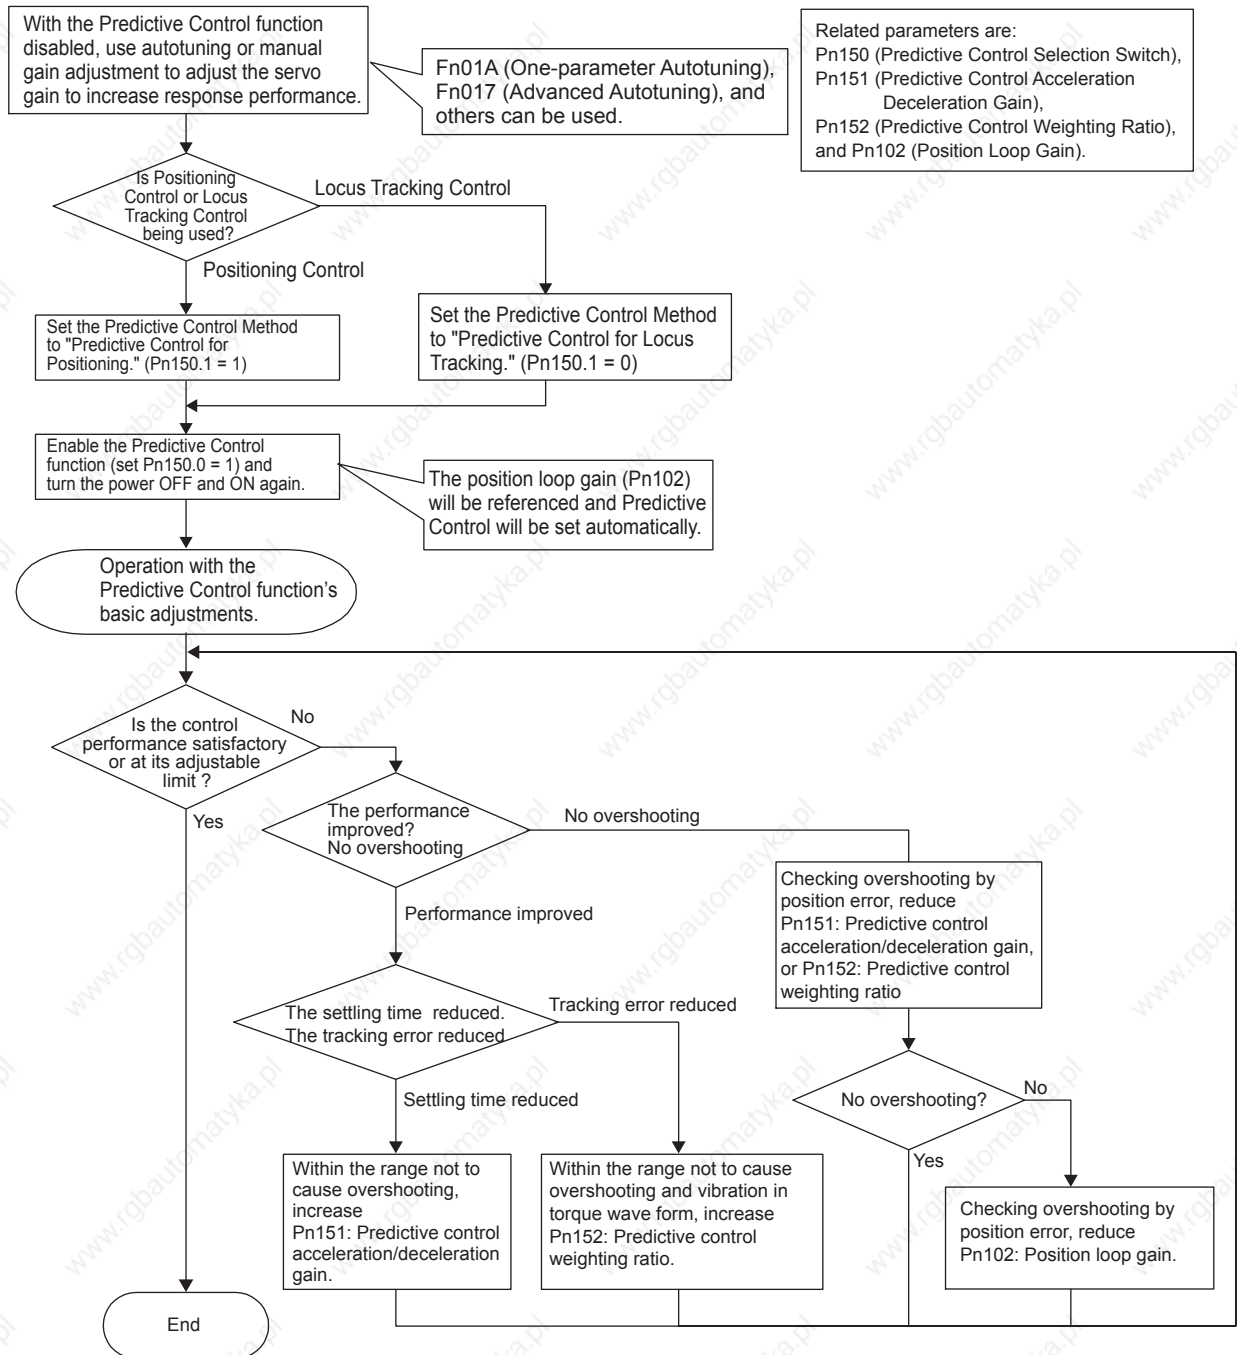 With the Predictive Control function
disabled, use autotuning or manual
gain adjustment to adjust the servo
gain to increase response performance.
Fn01A (One-parameter Autotuning),
Fn017 (Advanced Autotuning), and
others can be used.
Related parameters are:
Pn150 (Predictive Control Selection Switch),
Pn151 (Predictive Control Acceleration
Deceleration Gain),
Pn152 (Predictive Control Weighting Ratio),
and Pn102 (Position Loop Gain).
Is Positioning
Control or Locus
Tracking Control
being used?
Locus Tracking Control
Positioning Control
Set the Predictive Control Method
to "Predictive Control for
Positioning." (Pn150.1 = 1)
Set the Predictive Control Method
to "Predictive Control for Locus
Tracking." (Pn150.1 = 0)
Enable the Predictive Control
function (set Pn150.0 = 1) and
turn the power OFF and ON again.
The position loop gain (Pn102)
will be referenced and Predictive
Control will be set automatically.
Operation with the
Predictive Control function's
basic adjustments.
Is the control
performance satisfactory
or at its adjustable
limit ?
No
Yes
The performance
improved?
No overshooting
No overshooting
Performance improved
Checking overshooting by
position error, reduce
Pn151: Predictive control
acceleration/deceleration gain,
or Pn152: Predictive control
weighting ratio
The settling time reduced.
The tracking error reduced
Tracking error reduced
Settling time reduced
No overshooting?
No
Yes
Within the range not to
cause overshooting,
increase
Pn151: Predictive control
acceleration/deceleration
gain.
Within the range not to cause
overshooting and vibration in
torque wave form, increase
Pn152: Predictive control
weighting ratio.
Checking overshooting by
position error, reduce
Pn102: Position loop gain.
End
www.rgbautomatyka.pl